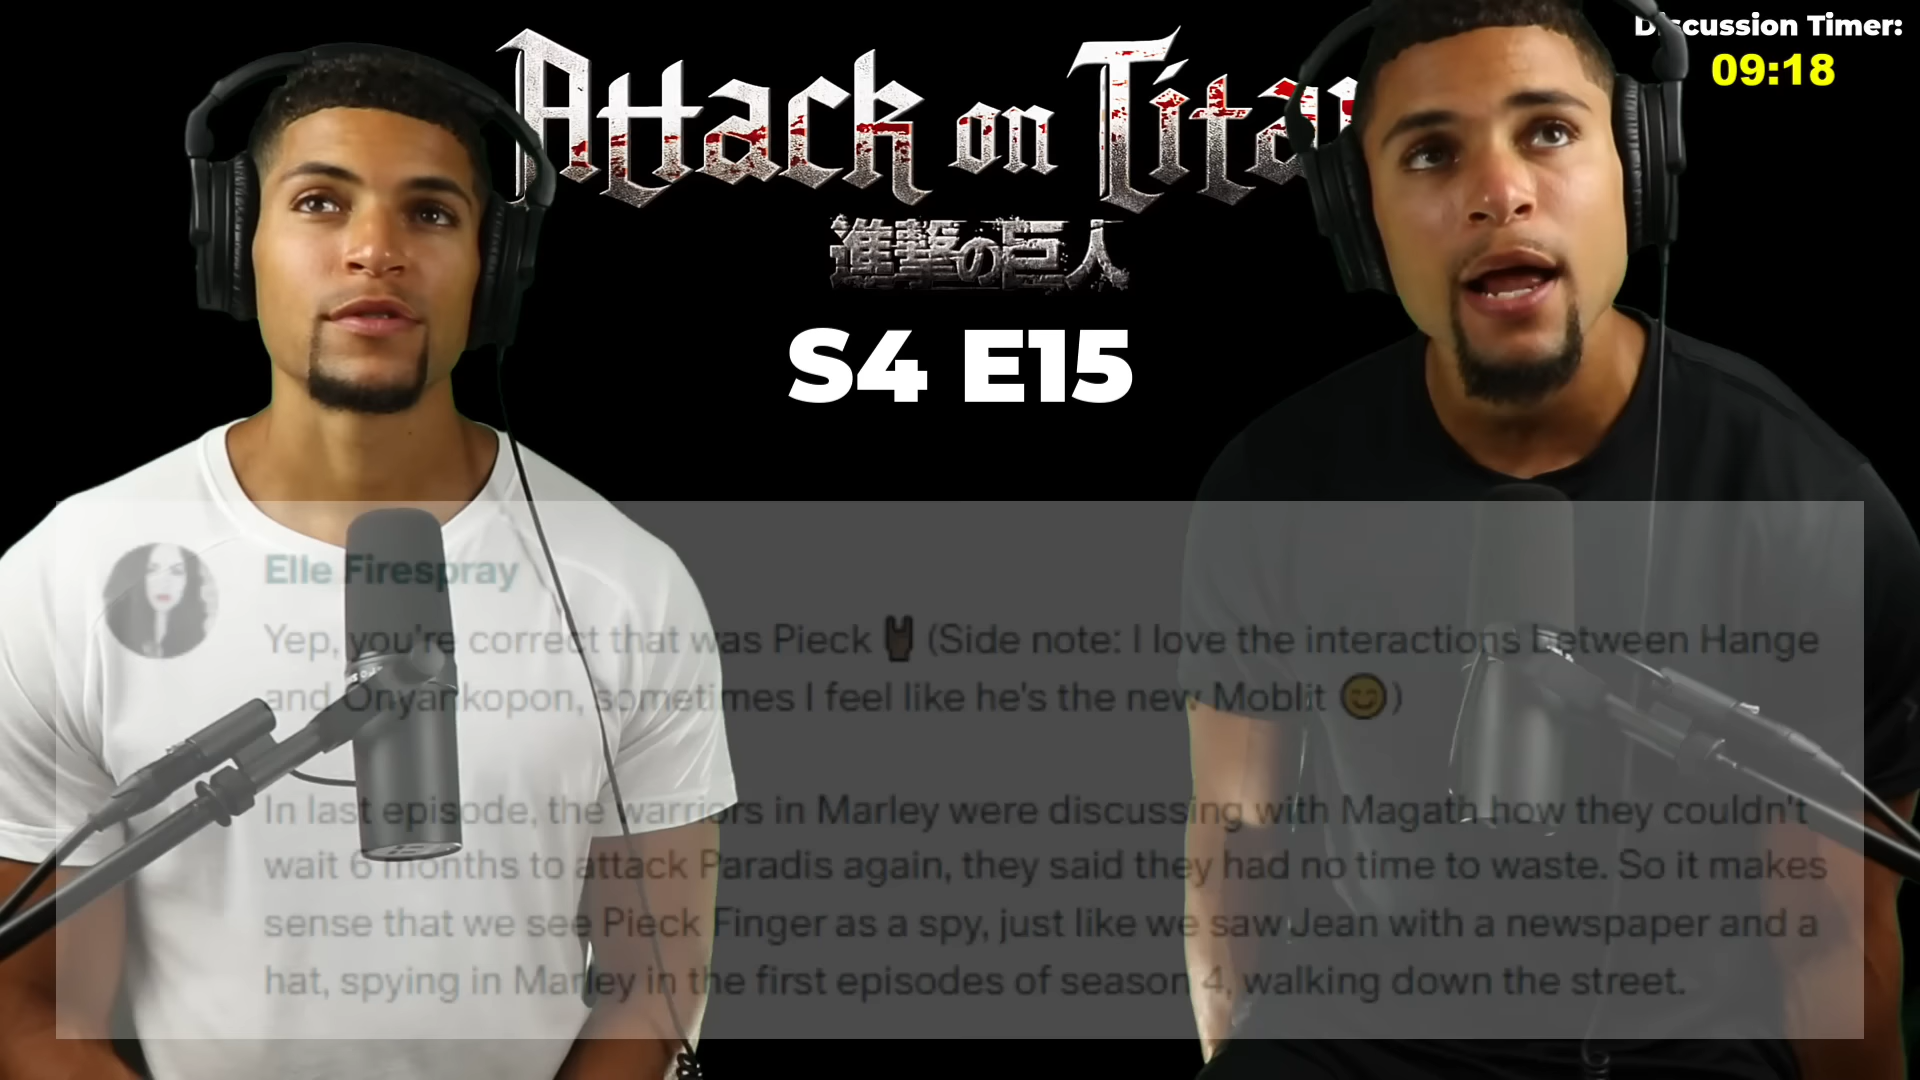 Discussion Timer:
09:18
Attack on Titan
進撃の巨人
S4 E15
Elle Firespray
Yep, you're correct that was Pieck 🤘🏿 (Side note: I love the interactions between Hange
and Onyankopon, sometimes I feel like he's the new Moblit 😊)
In last episode, the warriors in Marley were discussing with Magath how they couldn't
wait 6 months to attack Paradis again, they said they had no time to waste. So it makes
sense that we see Pieck Finger as a spy, just like we saw Jean with a newspaper and a
hat, spying in Marley in the first episodes of season 4, walking down the street.